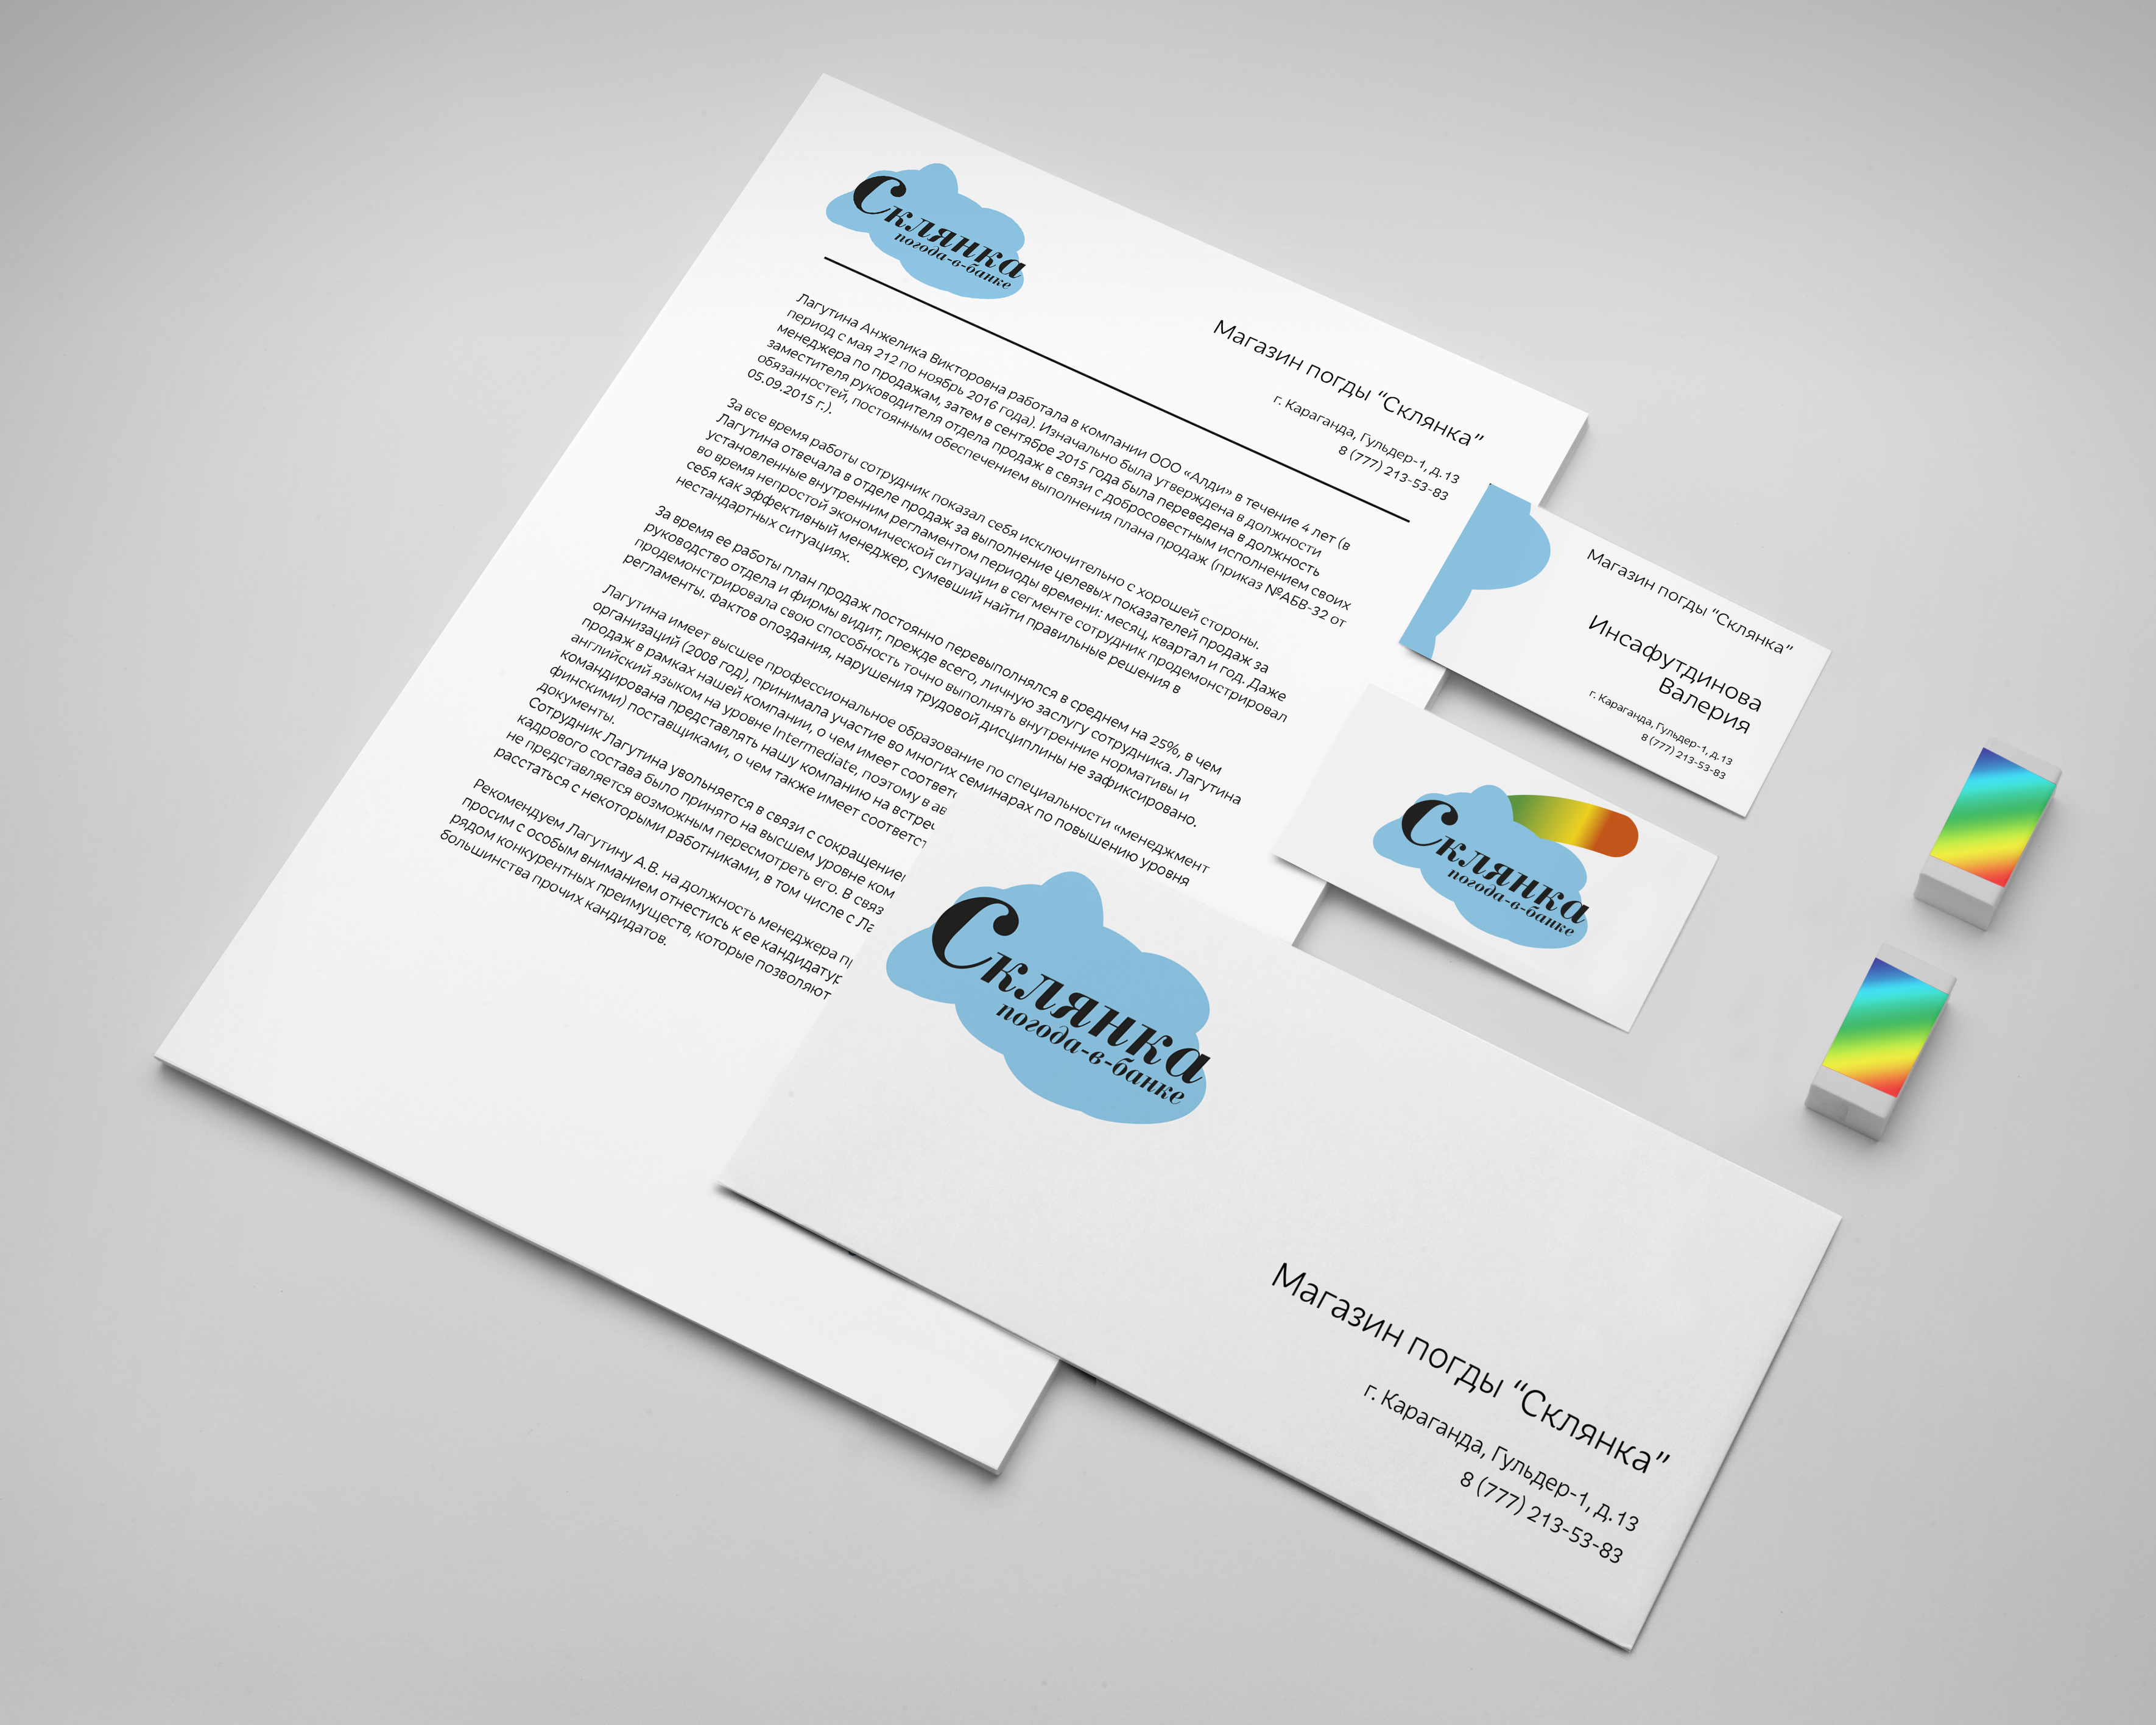 Склянка
погода-в-банке
Магазин погды “Склянка”
г. Караганда, Гульдер-1, д.13
8 (777) 213-53-83
Лагутина Анжелика Викторовна работала в компании ООО «Алди» в течение 4 лет (в
период с мая 212 по ноябрь 2016 года). Изначально была утверждена в должности
менеджера по продажам, затем в сентябре 2015 года была переведена в должность
заместителя руководителя отдела продаж в связи с добросовестным исполнением своих
обязанностей, постоянным обеспечением выполнения плана продаж (приказ №АБВ-32 от
05.09.2015 г.).
За все время работы сотрудник показал себя исключительно с хорошей стороны.
Лагутина отвечала в отделе продаж за выполнение целевых показателей продаж за
установленные внутренним регламентом периоды времени: месяц, квартал и год. Даже
во время непростой экономической ситуации в сегменте сотрудник продемонстрировал
себя как эффективный менеджер, сумевший найти правильные решения в
нестандартных ситуациях.
За время ее работы план продаж постоянно перевыполнялся в среднем на 25%, в чем
руководство отдела и фирмы видит, прежде всего, личную заслугу сотрудника. Лагутина
продемонстрировала свою способность точно выполнять внутренние нормативы и
регламенты. Фактов опоздания, нарушения трудовой дисциплины не зафиксировано.
Лагутина имеет высшее профессиональное образование по специальности «менеджмент
организаций (2008 год), принимала участие во многих семинарах по повышению уровня
продаж в рамках нашей компании, о чем имеет соответс
английский языком на уровне Intermediate, поэтому в ав
командирована представлять нашу компанию на встреч
финскими) поставщиками, о чем также имеет соответст
документы.
Сотрудник Лагутина увольняется в связи с сокращением
кадрового состава было принято на высшем уровне ком
не представляется возможным пересмотреть его. В связ
расстаться с некоторыми работниками, в том числе с Ла
Рекомендуем Лагутину А.В. на должность менеджера п
просим с особым вниманием отнестись к ее кандидатур
рядом конкурентных преимуществ, которые позволяют
большинства прочих кандидатов.
Магазин погды “Склянка”
Инсафутдинова
Валерия
г. Караганда, Гульдер-1, д.13
8 (777) 213-53-83
Склянка
погода-в-банке
Склянка
погода-в-банке
Магазин погды “Склянка”
г. Караганда, Гульдер-1, д.13
8 (777) 213-53-83